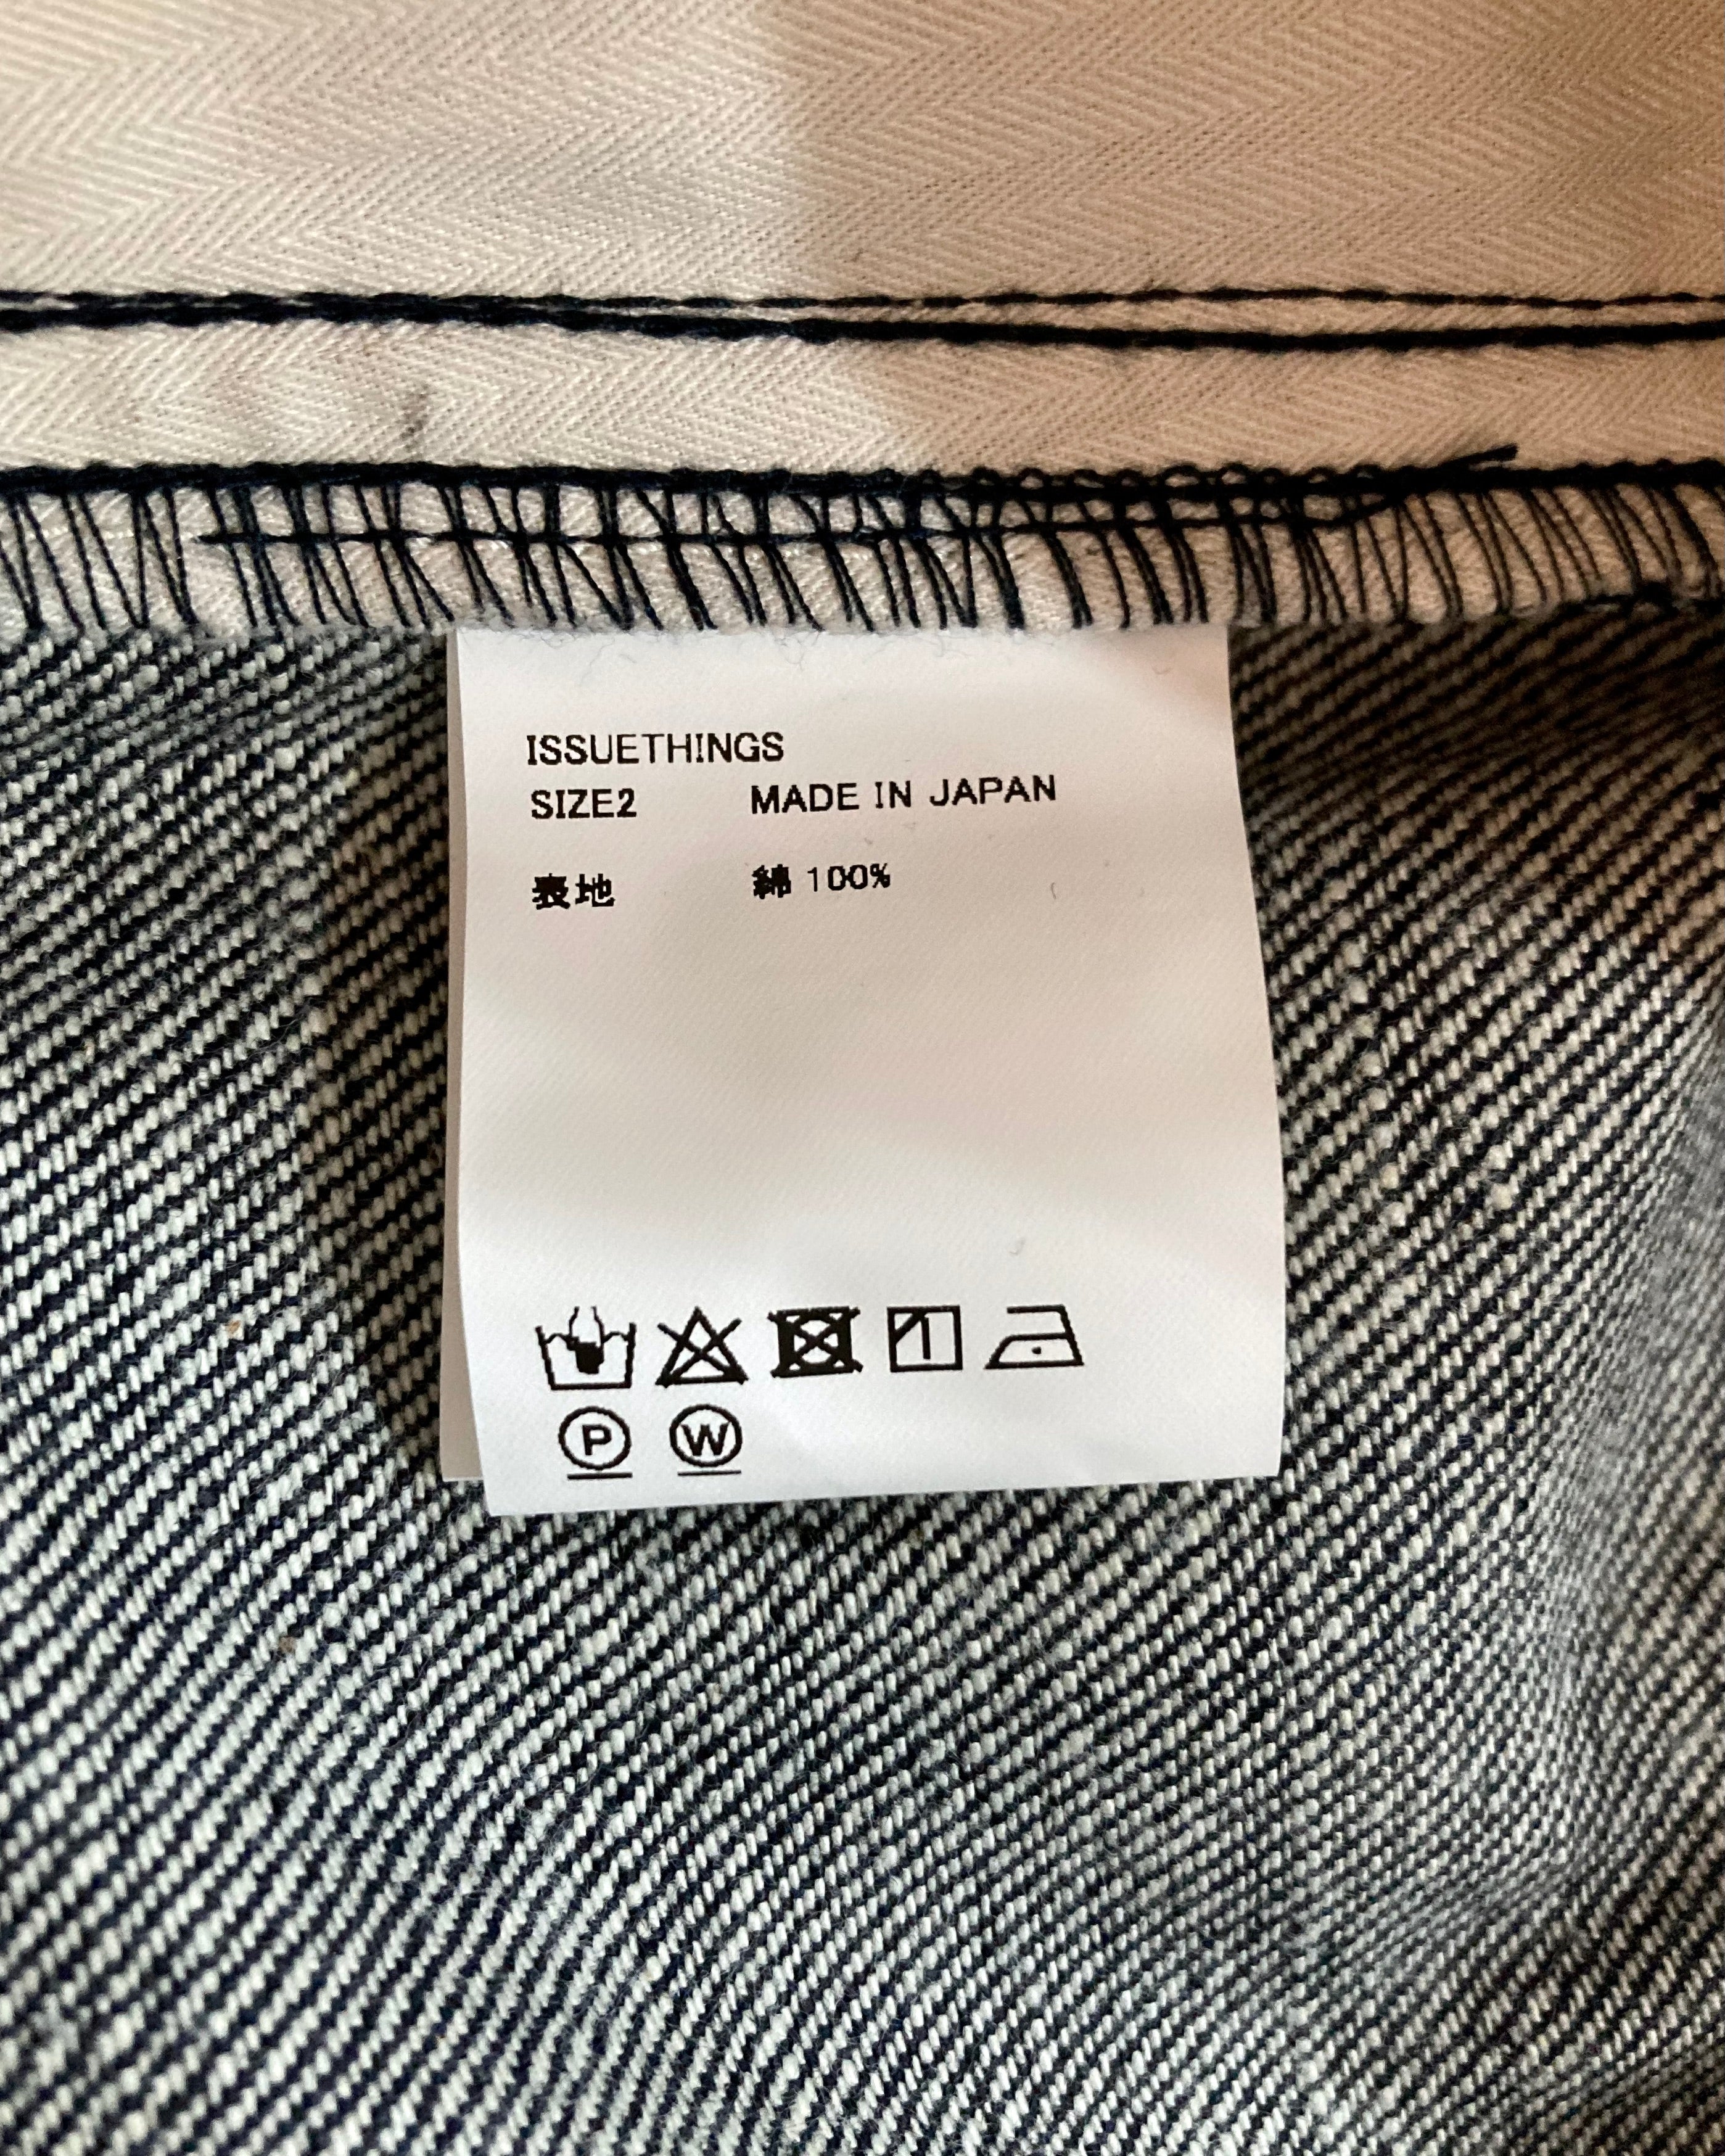 ISSUETHINGS
SIZE2 MADE IN JAPAN
表地 綿 100%
P W